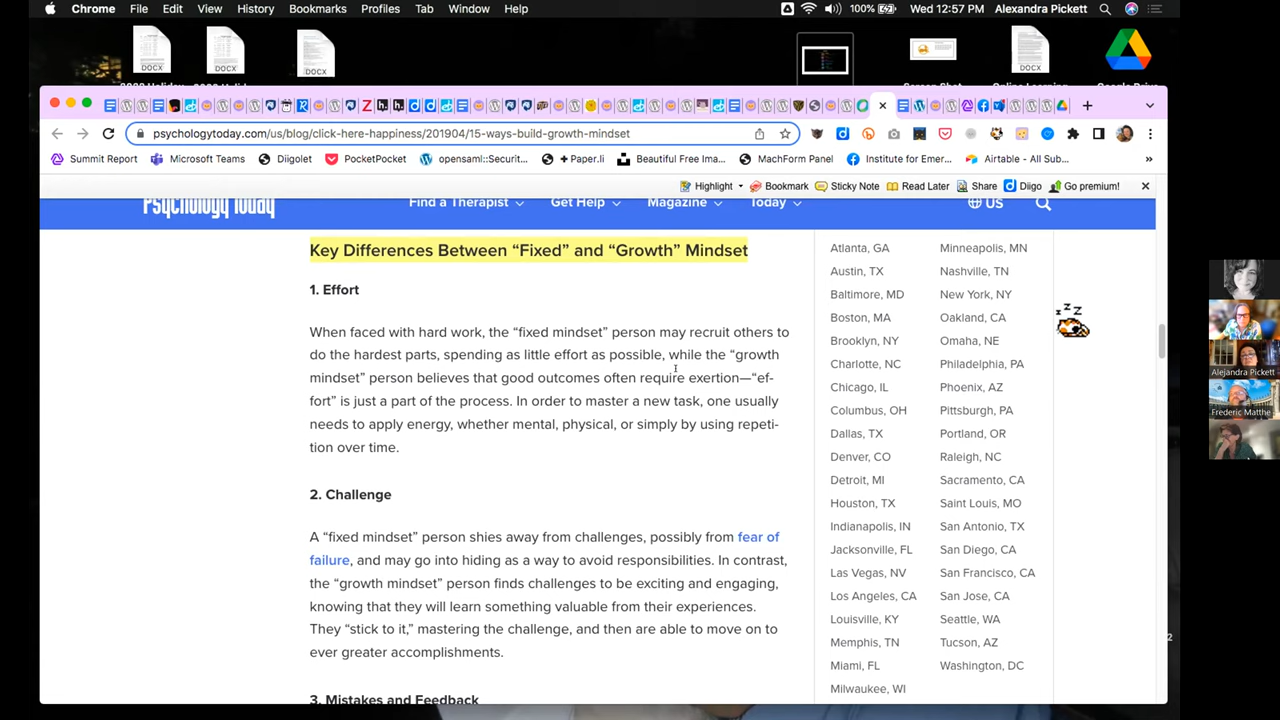 Chrome File Edit View History Bookmarks Profiles Tab Window Help 100% Wed 12:57 PM Alexandra Pickett
DOCX DOCX DOCX DOCX
psychologytoday.com/us/blog/click-here-happiness/201904/15-ways-build-growth-mindset
Summit Report Microsoft Teams Diigolet PocketPocket opensami::Securit... + Paper.li Beautiful Free Ima... MachForm Panel Institute for Emer... Airtable - All Sub... »
Highlight Bookmark Sticky Note Read Later Share Diigo Go premium!
Psychology Today Find a Therapist Get Help Magazine Today US
Key Differences Between “Fixed” and “Growth” Mindset
1. Effort
When faced with hard work, the “fixed mindset” person may recruit others to
do the hardest parts, spending as little effort as possible, while the “growth
mindset” person believes that good outcomes often require exertion—“ef-
fort” is just a part of the process. In order to master a new task, one usually
needs to apply energy, whether mental, physical, or simply by using repeti-
tion over time.
2. Challenge
A “fixed mindset” person shies away from challenges, possibly from fear of
failure, and may go into hiding as a way to avoid responsibilities. In contrast,
the “growth mindset” person finds challenges to be exciting and engaging,
knowing that they will learn something valuable from their experiences.
They “stick to it,” mastering the challenge, and then are able to move on to
ever greater accomplishments.
3. Mistakes and Feedback
Atlanta, GA
Austin, TX
Baltimore, MD
Boston, MA
Brooklyn, NY
Charlotte, NC
Chicago, IL
Columbus, OH
Dallas, TX
Denver, CO
Detroit, MI
Houston, TX
Indianapolis, IN
Jacksonville, FL
Las Vegas, NV
Los Angeles, CA
Louisville, KY
Memphis, TN
Miami, FL
Milwaukee, WI
Minneapolis, MN
Nashville, TN
New York, NY
Oakland, CA
Omaha, NE
Philadelphia, PA
Phoenix, AZ
Pittsburgh, PA
Portland, OR
Raleigh, NC
Sacramento, CA
Saint Louis, MO
San Antonio, TX
San Diego, CA
San Francisco, CA
San Jose, CA
Seattle, WA
Tucson, AZ
Washington, DC
z z Z
Alejandra Pickett
Frederic Matthe